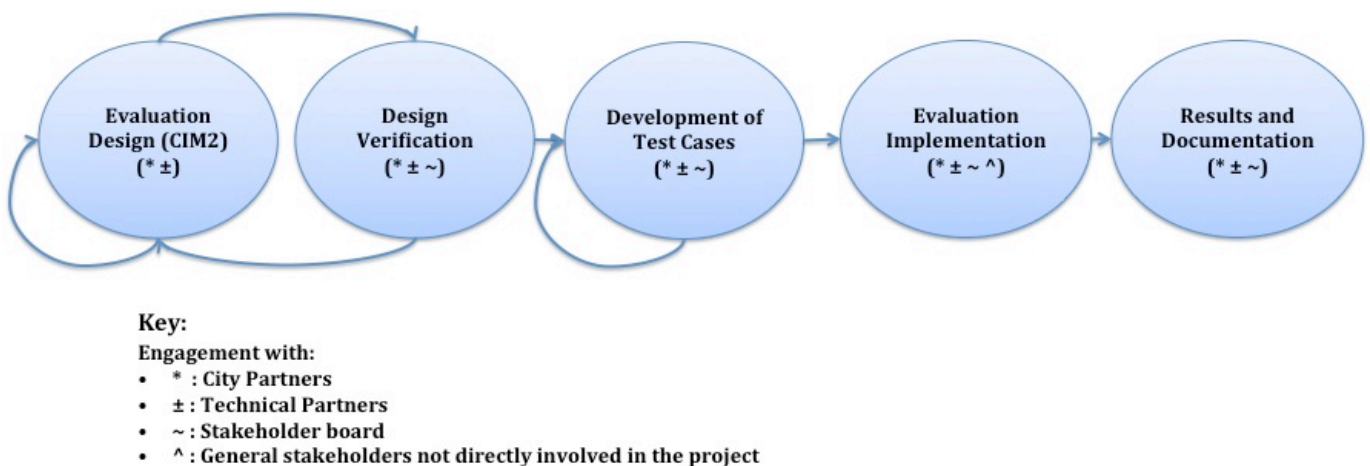 Evaluation
Design (CIM2)
(* ±)
Design
Verification
(* ± ~)
Development of
Test Cases
(* ± ~)
Evaluation
Implementation
(* ± ~ ^)
Results and
Documentation
(* ± ~)
Key:
Engagement with:
• * : City Partners
• ± : Technical Partners
• ~ : Stakeholder board
• ^ : General stakeholders not directly involved in the project